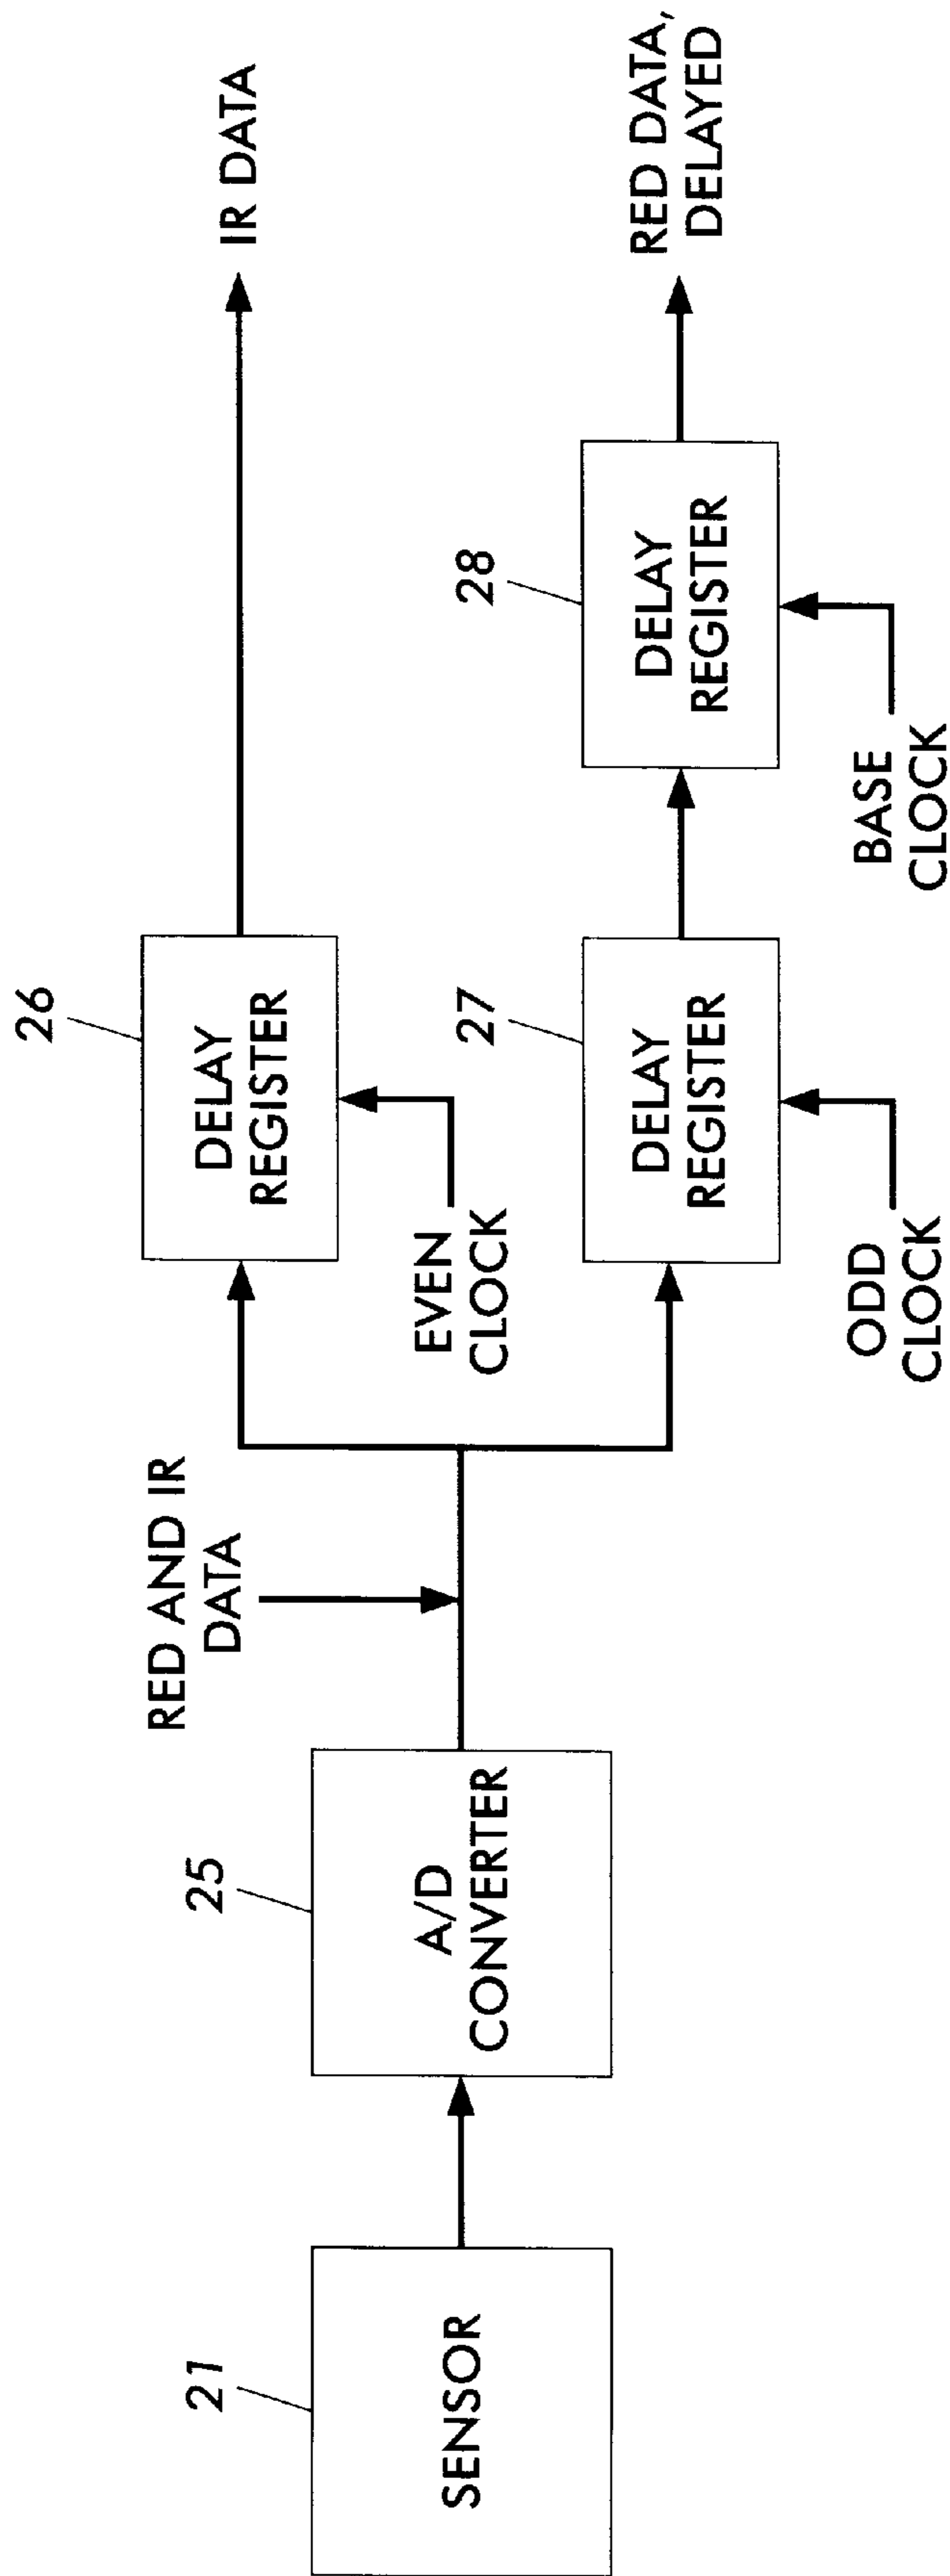 21
SENSOR
25
A/D
CONVERTER
RED AND IR
DATA
26
DELAY
REGISTER
EVEN
CLOCK
IR DATA
27
DELAY
REGISTER
ODD
CLOCK
28
DELAY
REGISTER
BASE
CLOCK
RED DATA,
DELAYED